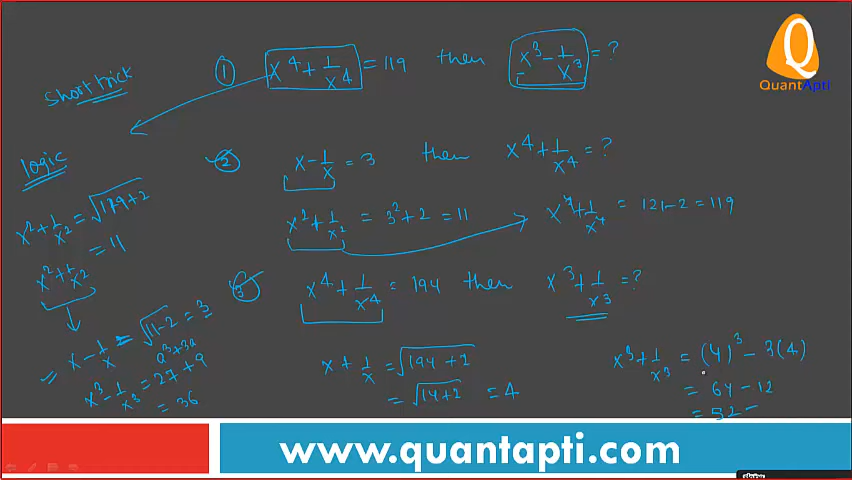 short trick
① x⁴ + 1/x⁴ = 119 then x³ - 1/x³ = ?
QuantApti
logic
x² + 1/x² = √119+2
= 11
x² + 1/x²
x - 1/x = √11-2 = 3
a³+3a
x³ - 1/x³ = 27 + 9
= 36
② x - 1/x = 3 then x⁴ + 1/x⁴ = ?
x² + 1/x² = 3² + 2 = 11
x⁴ + 1/x⁴ = 121 - 2 = 119
③ x⁴ + 1/x⁴ = 194 then x³ + 1/x³ = ?
x + 1/x = √194 + 2
= √14+2 = 4
x³ + 1/x³ = (4)³ - 3(4)
= 64 - 12
= 52
www.quantapti.com